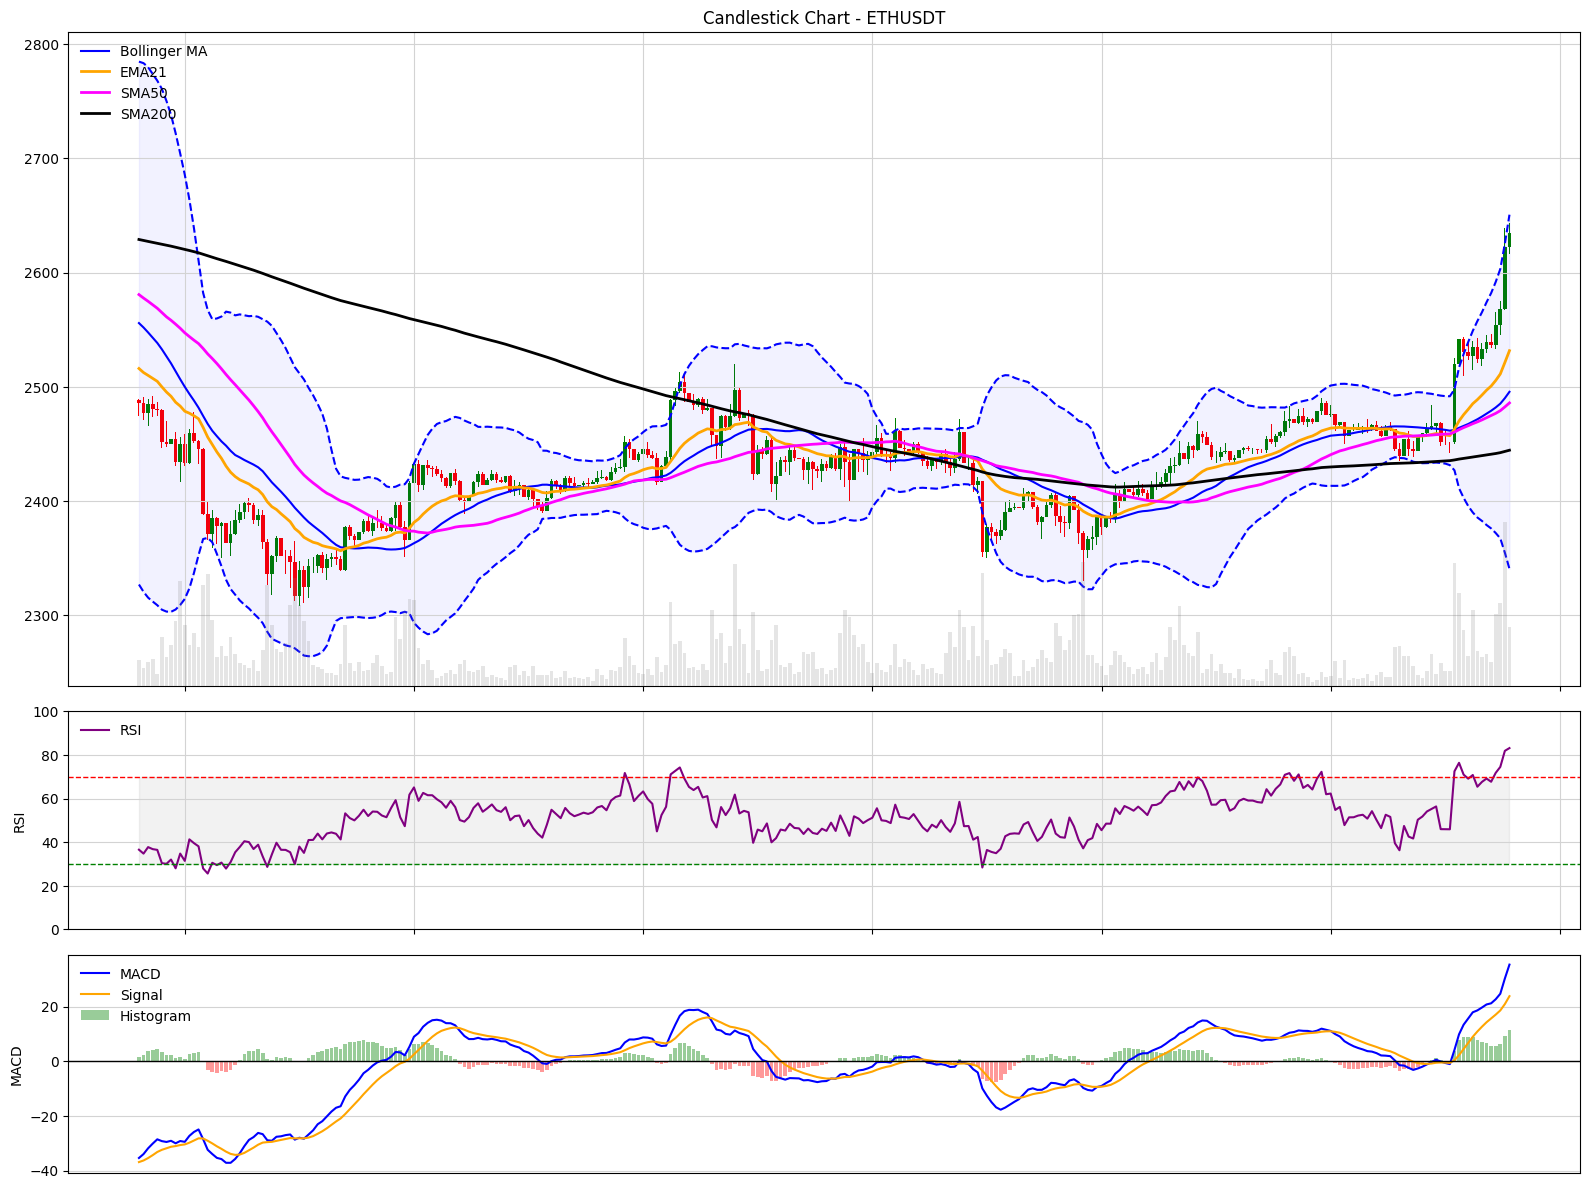 Candlestick Chart - ETHUSDT
2800
2700
2600
2500
2400
2300
Bollinger MA
EMA21
SMA50
SMA200
100
80
60
40
20
0
RSI
RSI
20
0
−20
−40
MACD
MACD
Signal
Histogram